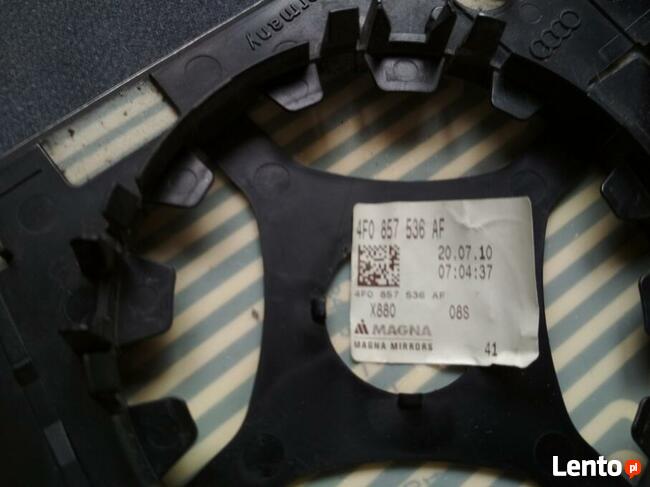 Germany
4F0 857 536 AF
20.07.10
07:04:37
4F0 857 536 AF
X880 08S
MAGNA
MAGNA MIRRORS 41
Lento.pl